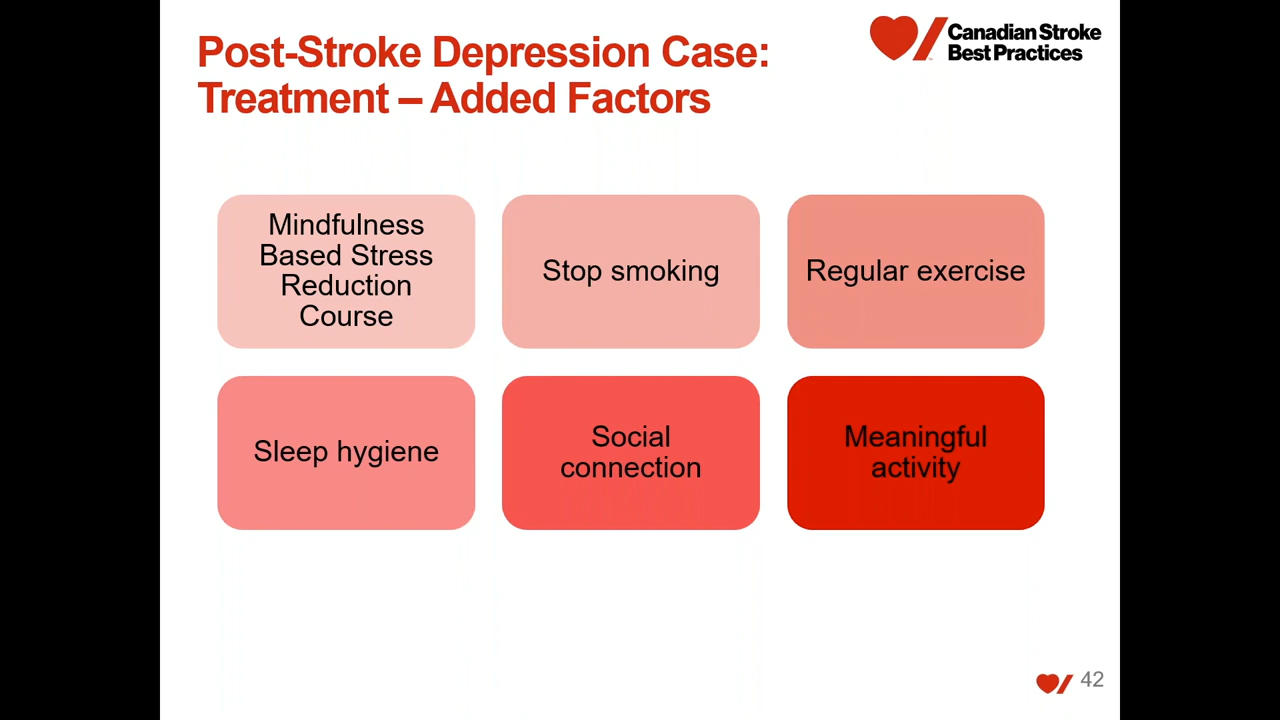 Post-Stroke Depression Case:
Treatment – Added Factors
Canadian Stroke
Best Practices
Mindfulness
Based Stress
Reduction
Course
Stop smoking
Regular exercise
Sleep hygiene
Social
connection
Meaningful
activity
42